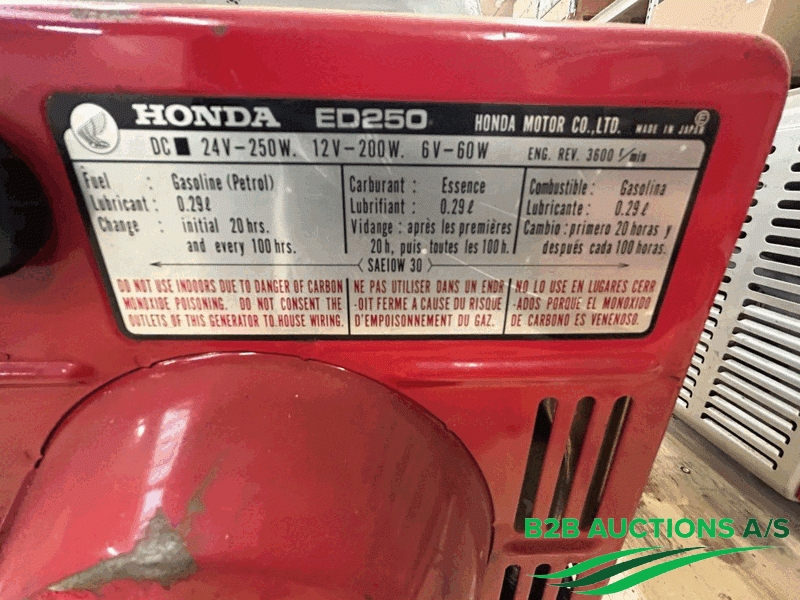 HONDA ED250 HONDA MOTOR CO.,LTD. MADE IN JAPAN
DC ■ 24V-250W. 12V-200W. 6V-60W ENG. REV. 3600 r/min
Fuel : Gasoline (Petrol)
Lubricant : 0.29ℓ
Change : initial 20 hrs.
and every 100 hrs.
Carburant : Essence
Lubrifiant : 0.29ℓ
Vidange : après les premières
20 h, puis toutes les 100 h.
Combustible : Gasolina
Lubricante : 0.29ℓ
Cambio : primero 20 horas y
después cada 100 horas.
SAE10W 30
DO NOT USE INDOORS DUE TO DANGER OF CARBON
MONOXIDE POISONING. DO NOT CONSENT THE
OUTLETS OF THIS GENERATOR TO HOUSE WIRING.
NE PAS UTILISER DANS UN ENDR
-OIT FERME A CAUSE DU RISQUE
D'EMPOISONNEMENT DU GAZ.
NO LO USE EN LUGARES CERR
-ADOS PORQUE EL MONOXIDO
DE CARBONO ES VENENOSO.
B2B AUCTIONS A/S